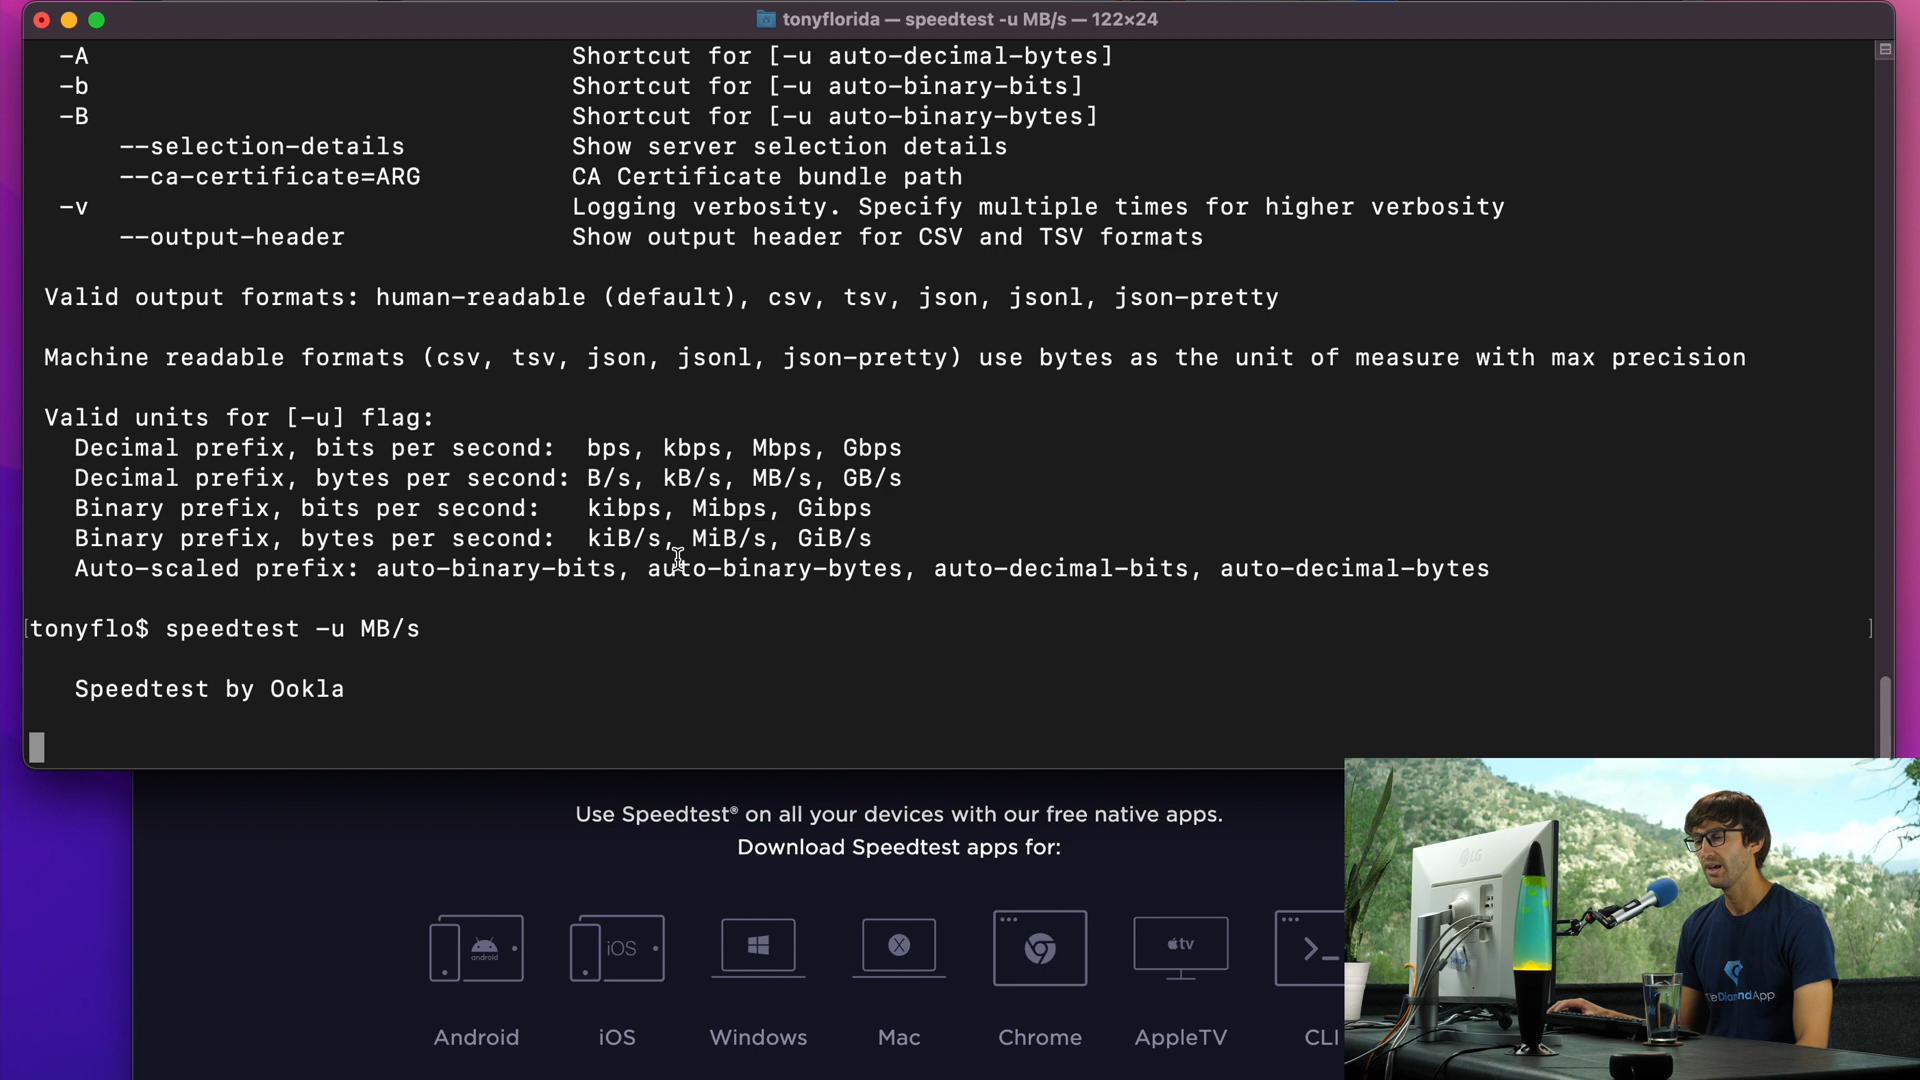 tonyflorida — speedtest -u MB/s — 122×24
-A Shortcut for [-u auto-decimal-bytes]
-b Shortcut for [-u auto-binary-bits]
-B Shortcut for [-u auto-binary-bytes]
--selection-details Show server selection details
--ca-certificate=ARG CA Certificate bundle path
-v Logging verbosity. Specify multiple times for higher verbosity
--output-header Show output header for CSV and TSV formats
Valid output formats: human-readable (default), csv, tsv, json, jsonl, json-pretty
Machine readable formats (csv, tsv, json, jsonl, json-pretty) use bytes as the unit of measure with max precision
Valid units for [-u] flag:
Decimal prefix, bits per second: bps, kbps, Mbps, Gbps
Decimal prefix, bytes per second: B/s, kB/s, MB/s, GB/s
Binary prefix, bits per second: kibps, Mibps, Gibps
Binary prefix, bytes per second: kiB/s, MiB/s, GiB/s
Auto-scaled prefix: auto-binary-bits, auto-binary-bytes, auto-decimal-bits, auto-decimal-bytes
[tonyflo$ speedtest -u MB/s ]
Speedtest by Ookla
Use Speedtest® on all your devices with our free native apps.
Download Speedtest apps for:
android
iOS
X
tv
>_
Android
iOS
Windows
Mac
Chrome
AppleTV
CLI
LG
The Diamond App